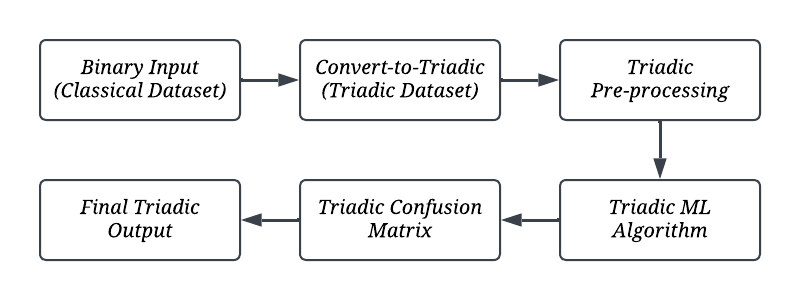 Binary Input
(Classical Dataset)
Convert-to-Triadic
(Triadic Dataset)
Triadic
Pre-processing
Triadic ML
Algorithm
Triadic Confusion
Matrix
Final Triadic
Output